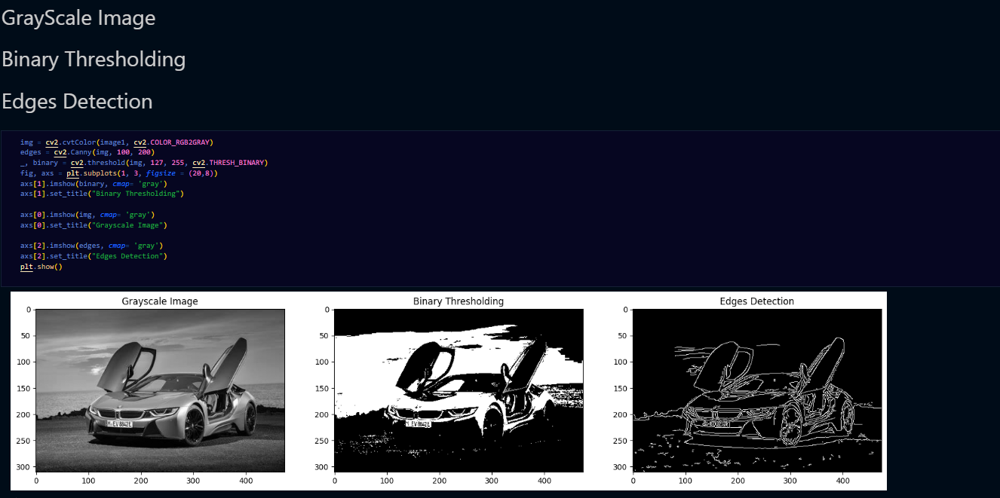 GrayScale Image
Binary Thresholding
Edges Detection
img = cv2.cvtColor(image1, cv2.COLOR_RGB2GRAY)
edges = cv2.Canny(img, 100, 200)
_, binary = cv2.threshold(img, 127, 255, cv2.THRESH_BINARY)
fig, axs = plt.subplots(1, 3, figsize = (20,8))
axs[1].imshow(binary, cmap= 'gray')
axs[1].set_title("Binary Thresholding")
axs[0].imshow(img, cmap= 'gray')
axs[0].set_title("Grayscale Image")
axs[2].imshow(edges, cmap= 'gray')
axs[2].set_title("Edges Detection")
plt.show()
Grayscale Image
0
50
100
150
200
250
300
M·EV 8842E
0 100 200 300 400
Binary Thresholding
0
50
100
150
200
250
300
EV 8842E
0 100 200 300 400
Edges Detection
0
50
100
150
200
250
300
0 100 200 300 400